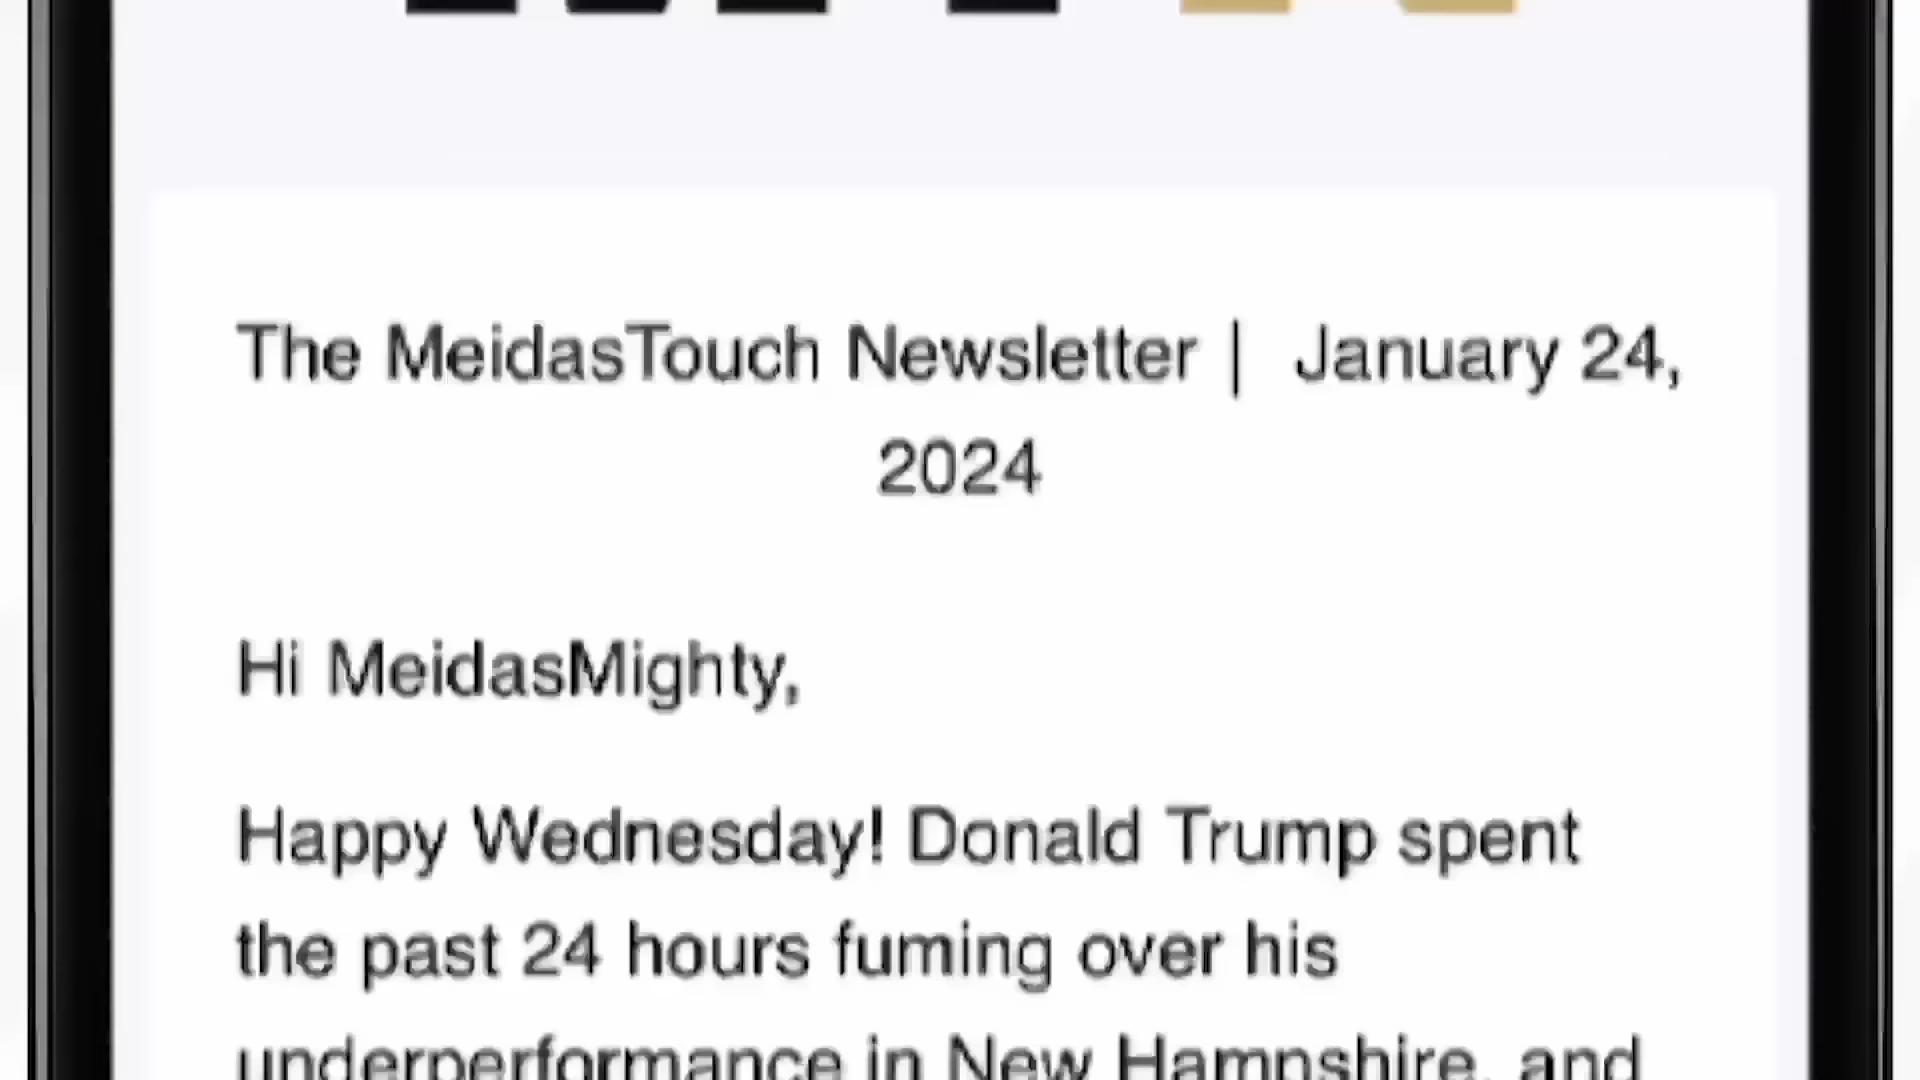 The MeidasTouch Newsletter | January 24,
2024
Hi MeidasMighty,
Happy Wednesday! Donald Trump spent
the past 24 hours fuming over his
underperformance in New Hampshire, and